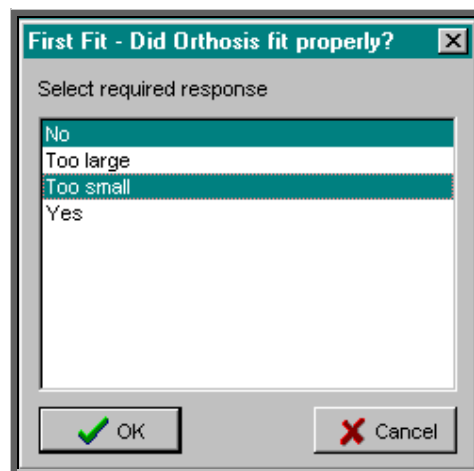 First Fit - Did Orthosis fit properly?
Select required response
No
Too large
Too small
Yes
OK
Cancel